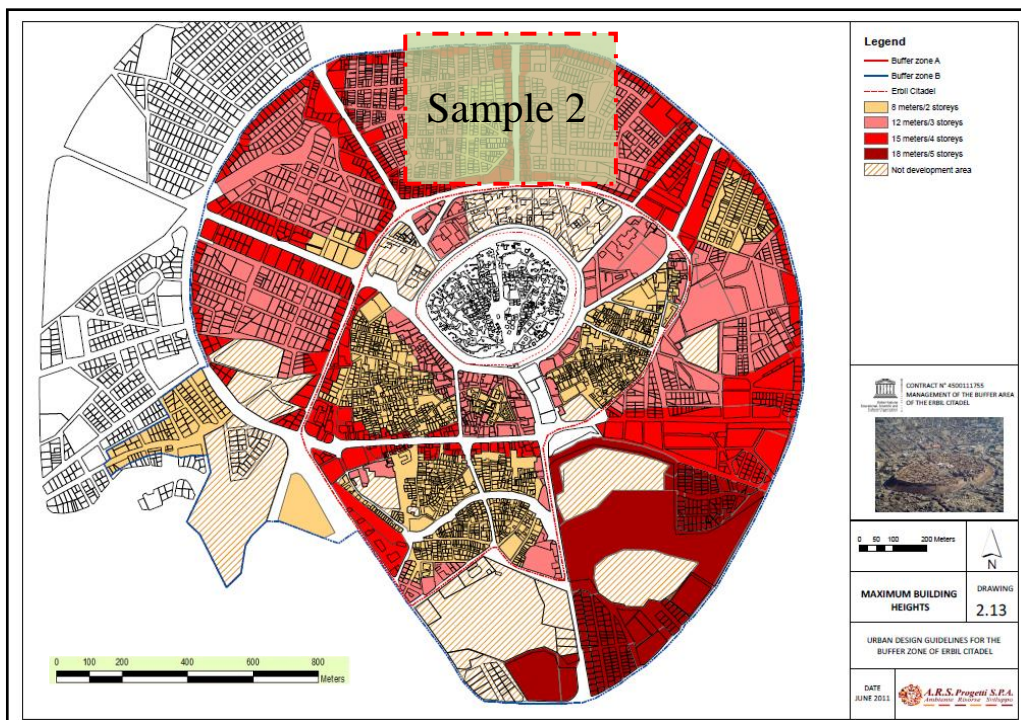 Sample 2
Legend
Buffer zone A
Buffer zone B
Erbil Citadel
8 meters/2 storeys
12 meters/3 storeys
15 meters/4 storeys
18 meters/5 storeys
Not development area
CONTRACT N° 4500111755
MANAGEMENT OF THE BUFFER AREA
OF THE ERBIL CITADEL
0 50 100 200 Meters
N
MAXIMUM BUILDING
HEIGHTS
DRAWING
2.13
URBAN DESIGN GUIDELINES FOR THE
BUFFER ZONE OF ERBIL CITADEL
DATE
JUNE 2011
A.R.S. Progetti S.P.A.
Ambiente Risorse Sviluppo
0 100 200 400 600 800
Meters